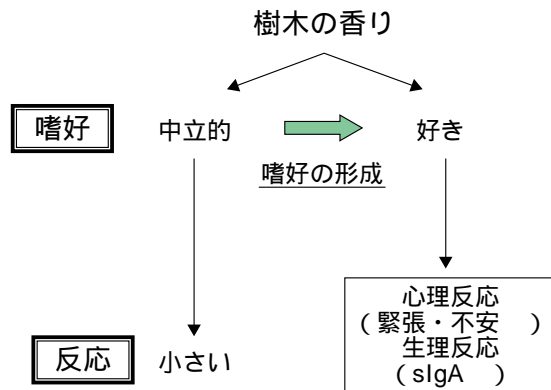 樹木の香り
嗜好
中立的
好き
嗜好の形成
心理反応
(緊張・不安　)
生理反応
(sIgA　)
反応
小さい